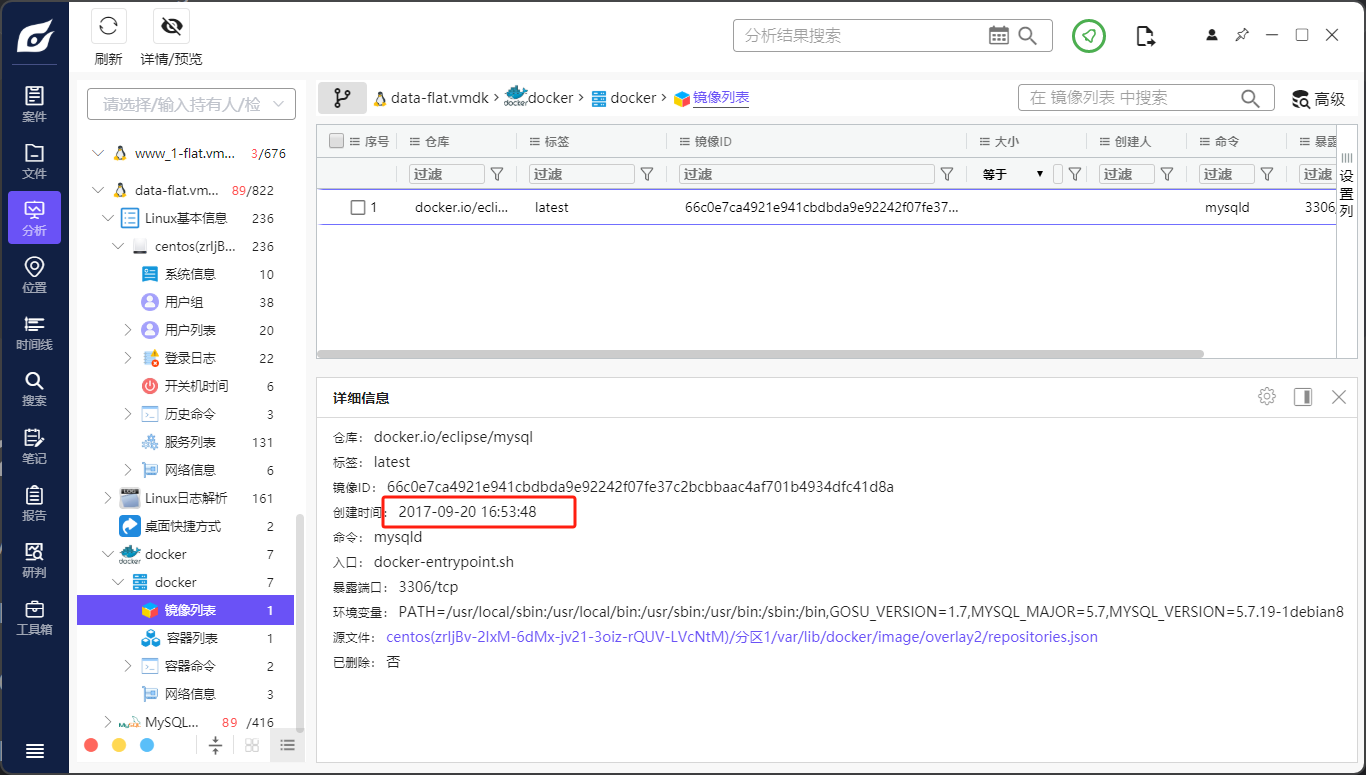 刷新
详情/预览
分析结果搜索
案件
文件
分析
位置
时间线
搜索
笔记
报告
研判
工具箱
请选择/输入持有人/检
www_1-flat.vm... 3/676
data-flat.vm... 89/822
Linux基本信息 236
centos(zrIjB... 236
系统信息 10
用户组 38
用户列表 20
登录日志 22
开关机时间 6
历史命令 3
服务列表 131
网络信息 6
Linux日志解析 161
桌面快捷方式 2
docker 7
docker 7
镜像列表 1
容器列表 1
容器命令 2
网络信息 3
MySQL... 89 /416
data-flat.vmdk > docker > docker > 镜像列表
在 镜像列表 中搜索
高级
序号 仓库 标签 镜像ID 大小 创建人 命令 暴露
过滤 过滤 过滤 等于 过滤 过滤 过滤
1 docker.io/ecli... latest 66c0e7ca4921e941cbdbda9e92242f07fe37... mysqld 3306
设置列
详细信息
仓库: docker.io/eclipse/mysql
标签: latest
镜像ID: 66c0e7ca4921e941cbdbda9e92242f07fe37c2bcbbaac4af701b4934dfc41d8a
创建时间: 2017-09-20 16:53:48
命令: mysqld
入口: docker-entrypoint.sh
暴露端口: 3306/tcp
环境变量: PATH=/usr/local/sbin:/usr/local/bin:/usr/sbin:/usr/bin:/sbin:/bin,GOSU_VERSION=1.7,MYSQL_MAJOR=5.7,MYSQL_VERSION=5.7.19-1debian8
源文件: centos(zrIjBv-2IxM-6dMx-jv21-3oiz-rQUV-LVcNtM)/分区1/var/lib/docker/image/overlay2/repositories.json
已删除: 否